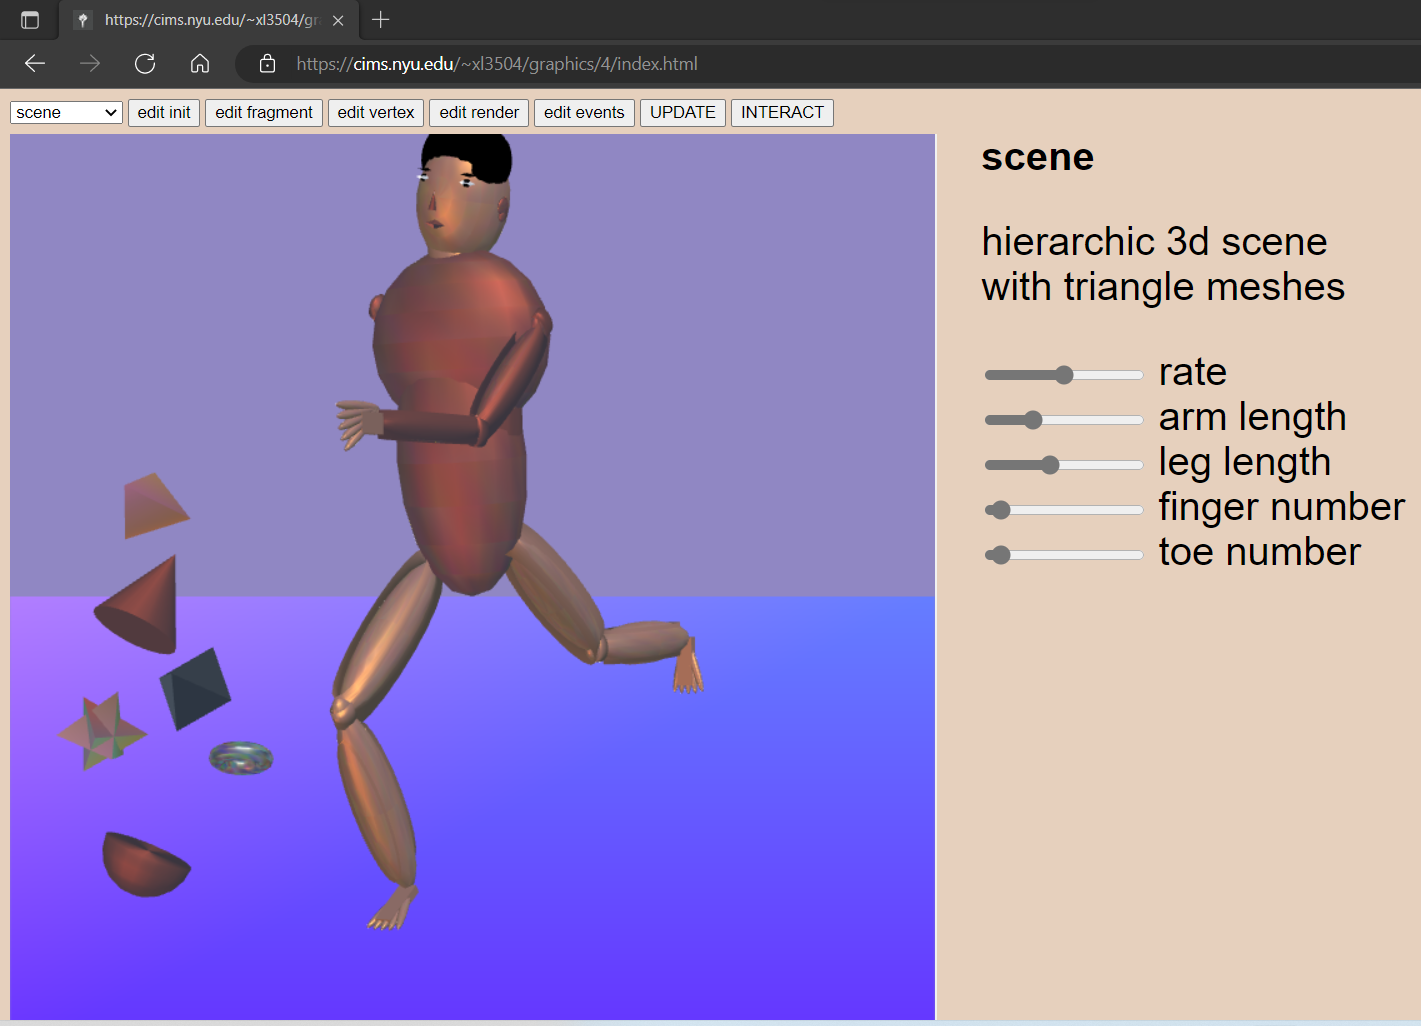 https://cims.nyu.edu/~xl3504/gr
https://cims.nyu.edu/~xl3504/graphics/4/index.html
scene edit init edit fragment edit vertex edit render edit events UPDATE INTERACT
scene
hierarchic 3d scene
with triangle meshes
rate
arm length
leg length
finger number
toe number